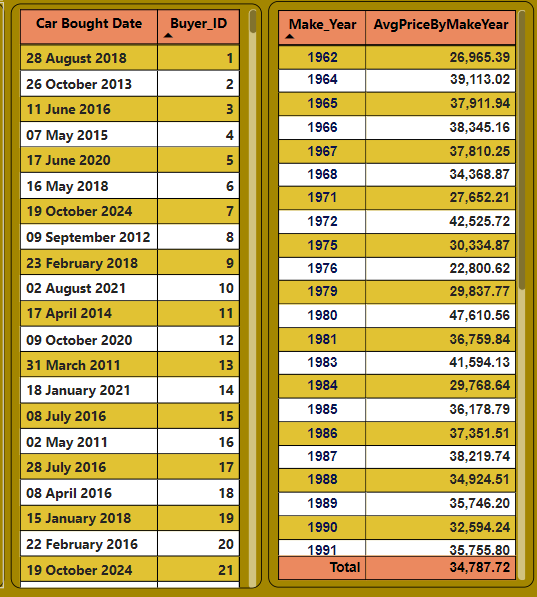 Car Bought Date Buyer_ID
28 August 2018 1
26 October 2013 2
11 June 2016 3
07 May 2015 4
17 June 2020 5
16 May 2018 6
19 October 2024 7
09 September 2012 8
23 February 2018 9
02 August 2021 10
17 April 2014 11
09 October 2020 12
31 March 2011 13
18 January 2021 14
08 July 2016 15
02 May 2011 16
28 July 2016 17
08 April 2016 18
15 January 2018 19
22 February 2016 20
19 October 2024 21
Make_Year AvgPriceByMakeYear
1962 26,965.39
1964 39,113.02
1965 37,911.94
1966 38,345.16
1967 37,810.25
1968 34,368.87
1971 27,652.21
1972 42,525.72
1975 30,334.87
1976 22,800.62
1979 29,837.77
1980 47,610.56
1981 36,759.84
1983 41,594.13
1984 29,768.64
1985 36,178.79
1986 37,351.51
1987 38,219.74
1988 34,924.51
1989 35,746.20
1990 32,594.24
1991 35,755.80
Total 34,787.72